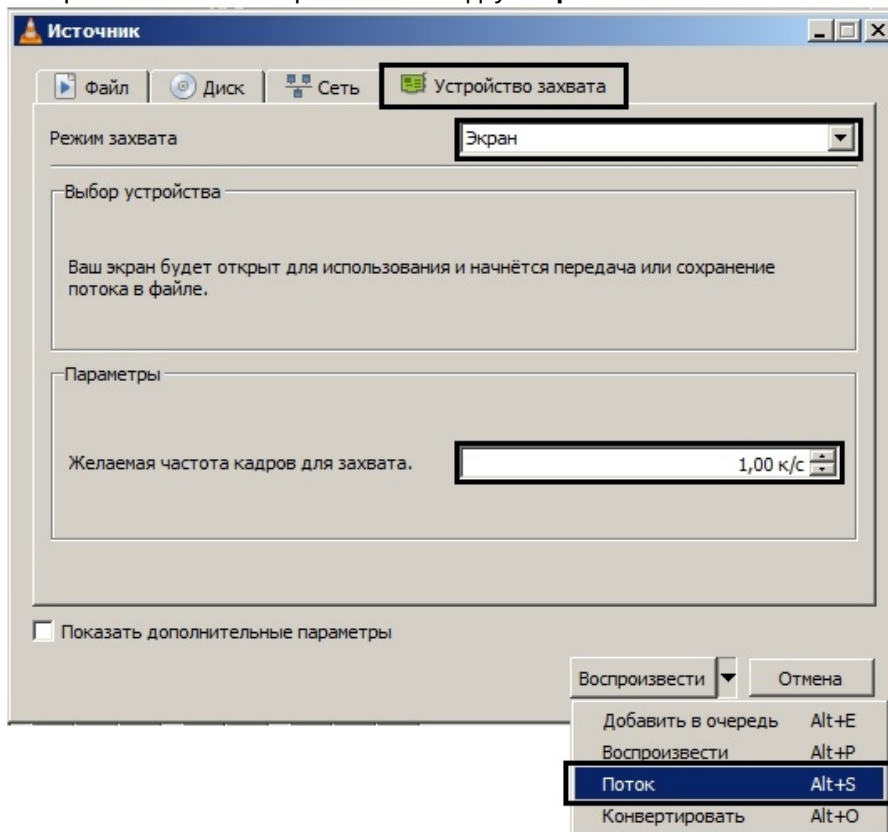 Источник
Файл
Диск
Сеть
Устройство захвата
Режим захвата
Экран
Выбор устройства
Ваш экран будет открыт для использования и начнётся передача или сохранение
потока в файле.
Параметры
Желаемая частота кадров для захвата.
1,00 к/с
Показать дополнительные параметры
Воспроизвести
Отмена
Добавить в очередь Alt+E
Воспроизвести Alt+P
Поток Alt+S
Конвертировать Alt+O